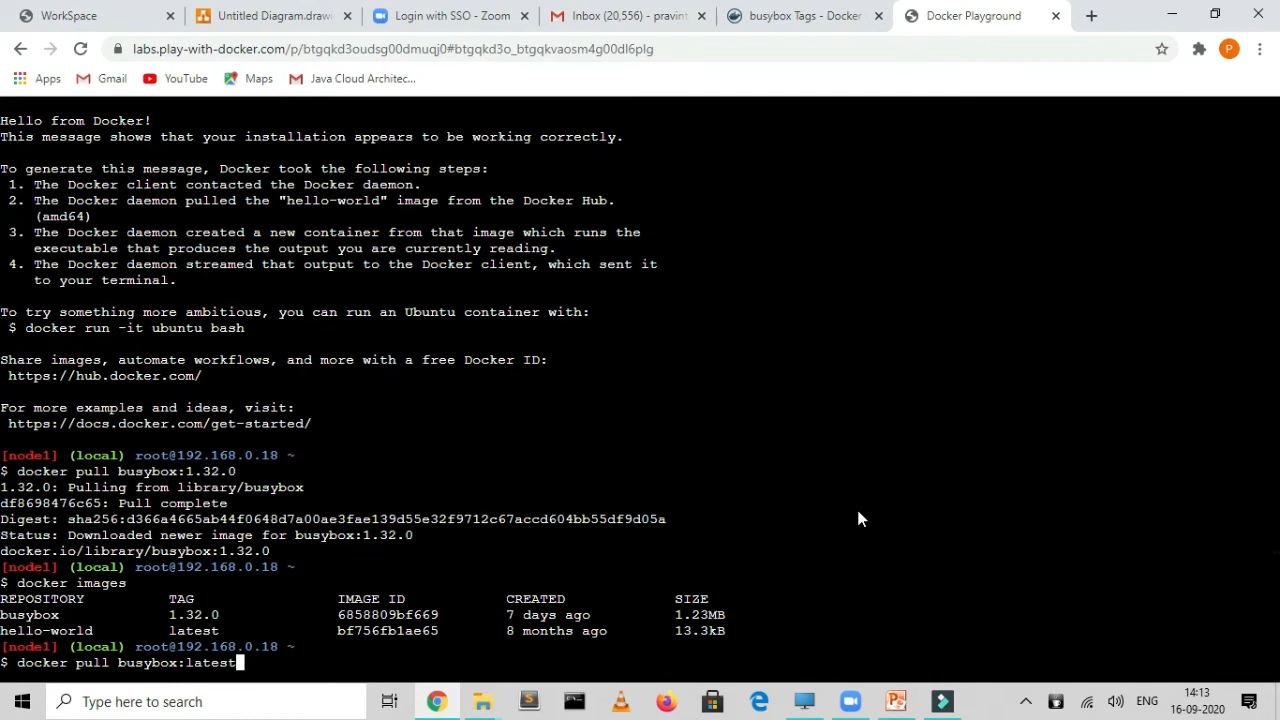 WorkSpace
Untitled Diagram.draw
Login with SSO - Zoom
Inbox (20,556) - pravint
busybox Tags - Docker
Docker Playground
labs.play-with-docker.com/p/btgqkd3oudsg00dmuqj0#btgqkd3o_btgqkvaosm4g00dl6plg
P
Apps
Gmail
YouTube
Maps
Java Cloud Architec...
Hello from Docker!
This message shows that your installation appears to be working correctly.
To generate this message, Docker took the following steps:
1. The Docker client contacted the Docker daemon.
2. The Docker daemon pulled the "hello-world" image from the Docker Hub.
(amd64)
3. The Docker daemon created a new container from that image which runs the
executable that produces the output you are currently reading.
4. The Docker daemon streamed that output to the Docker client, which sent it
to your terminal.
To try something more ambitious, you can run an Ubuntu container with:
$ docker run -it ubuntu bash
Share images, automate workflows, and more with a free Docker ID:
https://hub.docker.com/
For more examples and ideas, visit:
https://docs.docker.com/get-started/
[node1] (local) root@192.168.0.18 ~
$ docker pull busybox:1.32.0
1.32.0: Pulling from library/busybox
df8698476c65: Pull complete
Digest: sha256:d366a4665ab44f0648d7a00ae3fae139d55e32f9712c67accd604bb55df9d05a
Status: Downloaded newer image for busybox:1.32.0
docker.io/library/busybox:1.32.0
[node1] (local) root@192.168.0.18 ~
$ docker images
REPOSITORY TAG IMAGE ID CREATED SIZE
busybox 1.32.0 6858809bf669 7 days ago 1.23MB
hello-world latest bf756fb1ae65 8 months ago 13.3kB
[node1] (local) root@192.168.0.18 ~
$ docker pull busybox:latest
Type here to search
ENG
14:13
16-09-2020